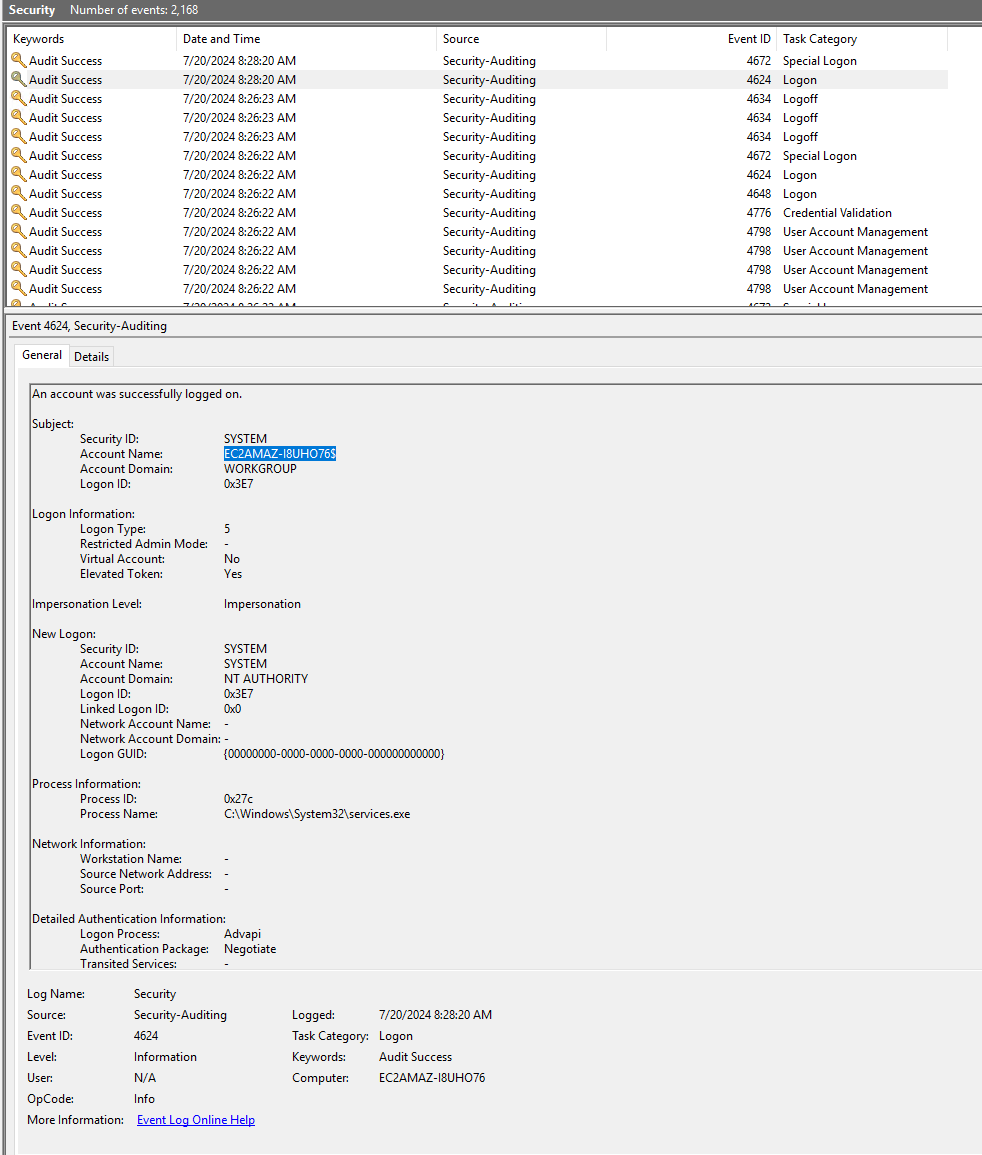 Security Number of events: 2,168
Keywords Date and Time Source Event ID Task Category
Audit Success 7/20/2024 8:28:20 AM Security-Auditing 4672 Special Logon
Audit Success 7/20/2024 8:28:20 AM Security-Auditing 4624 Logon
Audit Success 7/20/2024 8:26:23 AM Security-Auditing 4634 Logoff
Audit Success 7/20/2024 8:26:23 AM Security-Auditing 4634 Logoff
Audit Success 7/20/2024 8:26:23 AM Security-Auditing 4634 Logoff
Audit Success 7/20/2024 8:26:22 AM Security-Auditing 4672 Special Logon
Audit Success 7/20/2024 8:26:22 AM Security-Auditing 4624 Logon
Audit Success 7/20/2024 8:26:22 AM Security-Auditing 4648 Logon
Audit Success 7/20/2024 8:26:22 AM Security-Auditing 4776 Credential Validation
Audit Success 7/20/2024 8:26:22 AM Security-Auditing 4798 User Account Management
Audit Success 7/20/2024 8:26:22 AM Security-Auditing 4798 User Account Management
Audit Success 7/20/2024 8:26:22 AM Security-Auditing 4798 User Account Management
Audit Success 7/20/2024 8:26:22 AM Security-Auditing 4798 User Account Management
Event 4624, Security-Auditing
General Details
An account was successfully logged on.
Subject:
Security ID: SYSTEM
Account Name: EC2AMAZ-I8UHO76$
Account Domain: WORKGROUP
Logon ID: 0x3E7
Logon Information:
Logon Type: 5
Restricted Admin Mode: -
Virtual Account: No
Elevated Token: Yes
Impersonation Level: Impersonation
New Logon:
Security ID: SYSTEM
Account Name: SYSTEM
Account Domain: NT AUTHORITY
Logon ID: 0x3E7
Linked Logon ID: 0x0
Network Account Name: -
Network Account Domain: -
Logon GUID: {00000000-0000-0000-0000-000000000000}
Process Information:
Process ID: 0x27c
Process Name: C:\Windows\System32\services.exe
Network Information:
Workstation Name: -
Source Network Address: -
Source Port: -
Detailed Authentication Information:
Logon Process: Advapi
Authentication Package: Negotiate
Transited Services: -
Log Name: Security
Source: Security-Auditing Logged: 7/20/2024 8:28:20 AM
Event ID: 4624 Task Category: Logon
Level: Information Keywords: Audit Success
User: N/A Computer: EC2AMAZ-I8UHO76
OpCode: Info
More Information: Event Log Online Help